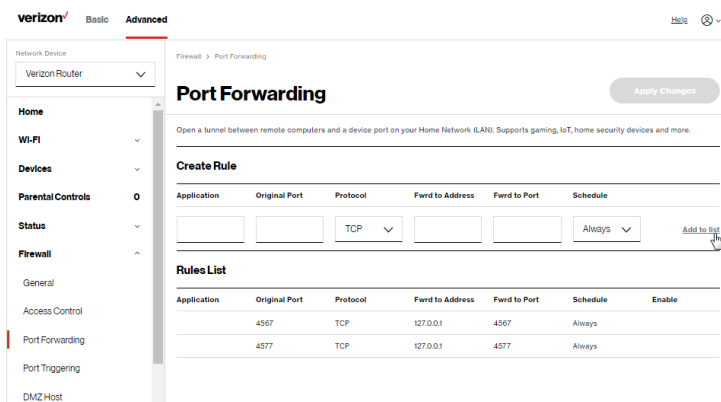 verizon✓ Basic Advanced Help
Network Device
Verizon Router
Home
Wi-Fi
Devices
Parental Controls 0
Status
Firewall
General
Access Control
Port Forwarding
Port Triggering
DMZ Host
Firewall > Port Forwarding
Port Forwarding Apply Changes
Open a tunnel between remote computers and a device port on your Home Network (LAN). Supports gaming, IoT, home security devices and more.
Create Rule
Application Original Port Protocol Fwrd to Address Fwrd to Port Schedule
TCP Always Add to list
Rules List
Application Original Port Protocol Fwrd to Address Fwrd to Port Schedule Enable
4567 TCP 127.0.0.1 4567 Always
4577 TCP 127.0.0.1 4577 Always